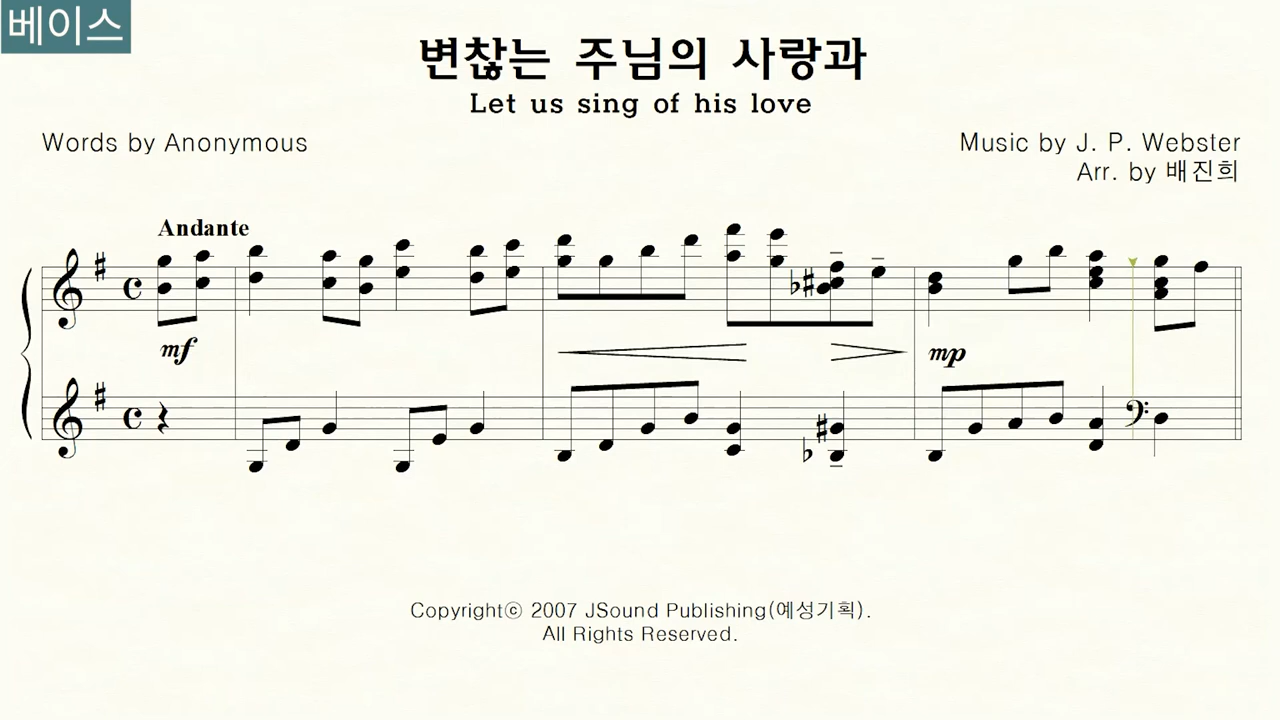 베이스
변찮는 주님의 사랑과
Let us sing of his love
Words by Anonymous
Music by J. P. Webster
Arr. by 배진희
Andante
mf
mp
Copyrightⓒ 2007 JSound Publishing(예성기획).
All Rights Reserved.